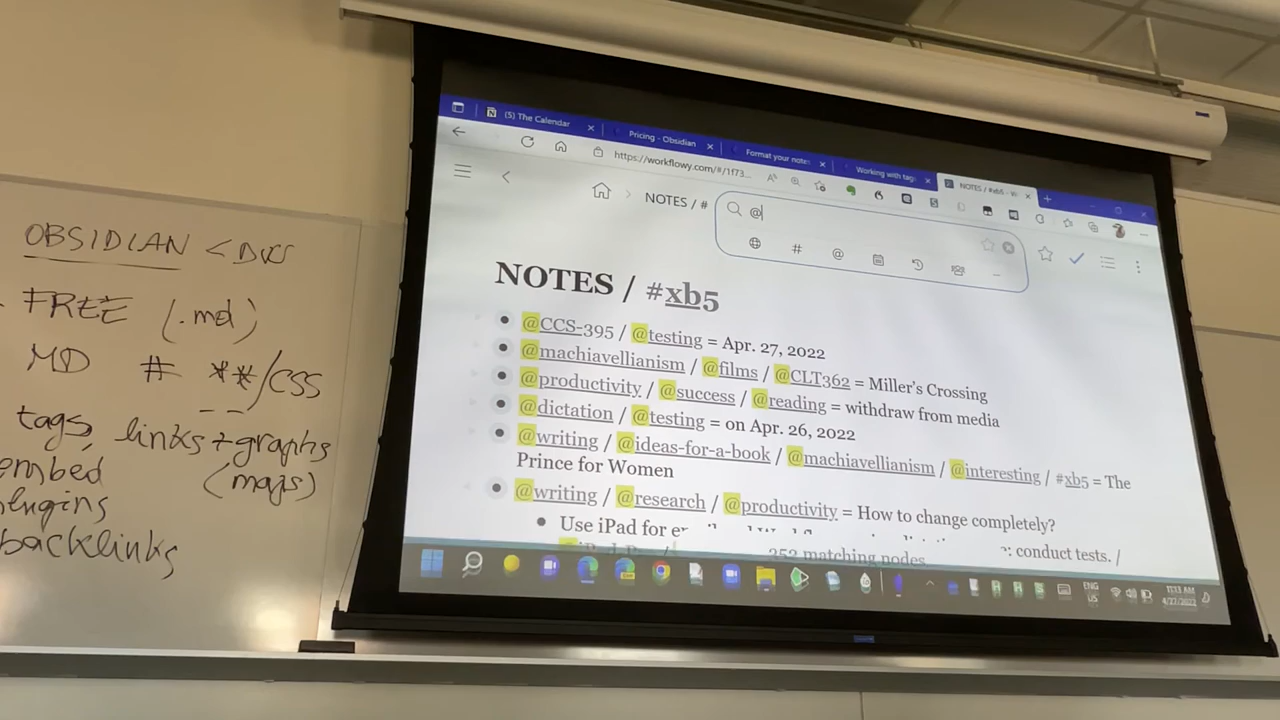 OBSIDIAN <DVS
FREE (.md)
MD # **/CSS
tags, links + graphs
embed (maps)
plugins
backlinks
(5) The Calendar
Pricing - Obsidian
Format your notes
Working with tags
NOTES / #xb5 - W
https://workflowy.com/#/1f73...
NOTES / #
@
# @
NOTES / #xb5
@CCS-395 / @testing = Apr. 27, 2022
@machiavellianism / @films / @CLT362 = Miller's Crossing
@productivity / @success / @reading = withdraw from media
@dictation / @testing = on Apr. 26, 2022
@writing / @ideas-for-a-book / @machiavellianism / @interesting / #xb5 = The
Prince for Women
@writing / @research / @productivity = How to change completely?
Use iPad for
: conduct tests. /
252 matching nodes
ENG
US
11:13 AM
4/27/2022